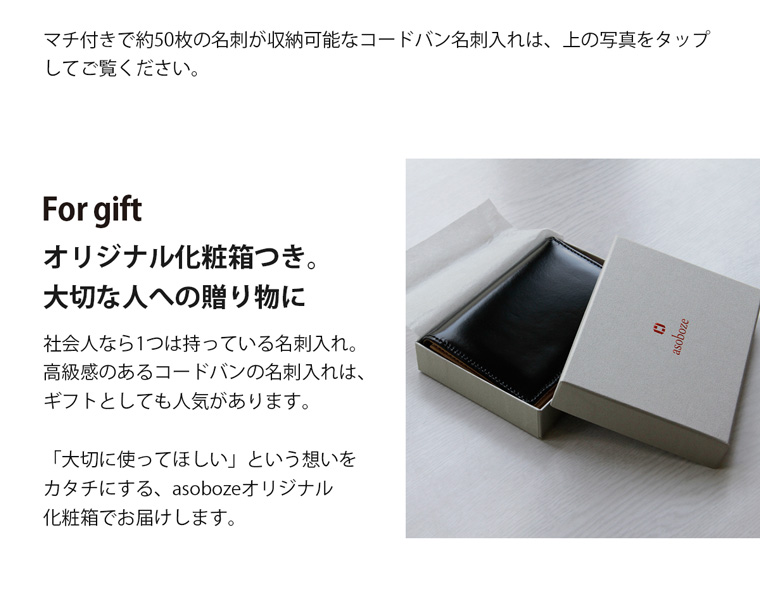 マチ付きで約50枚の名刺が収納可能なコードバン名刺入れは、上の写真をタップ
してご覧ください。
For gift
オリジナル化粧箱つき。
大切な人への贈り物に
社会人なら1つは持っている名刺入れ。
高級感のあるコードバンの名刺入れは、
ギフトとしても人気があります。
「大切に使ってほしい」という想いを
カタチにする、asobozeオリジナル
化粧箱でお届けします。
asoboze